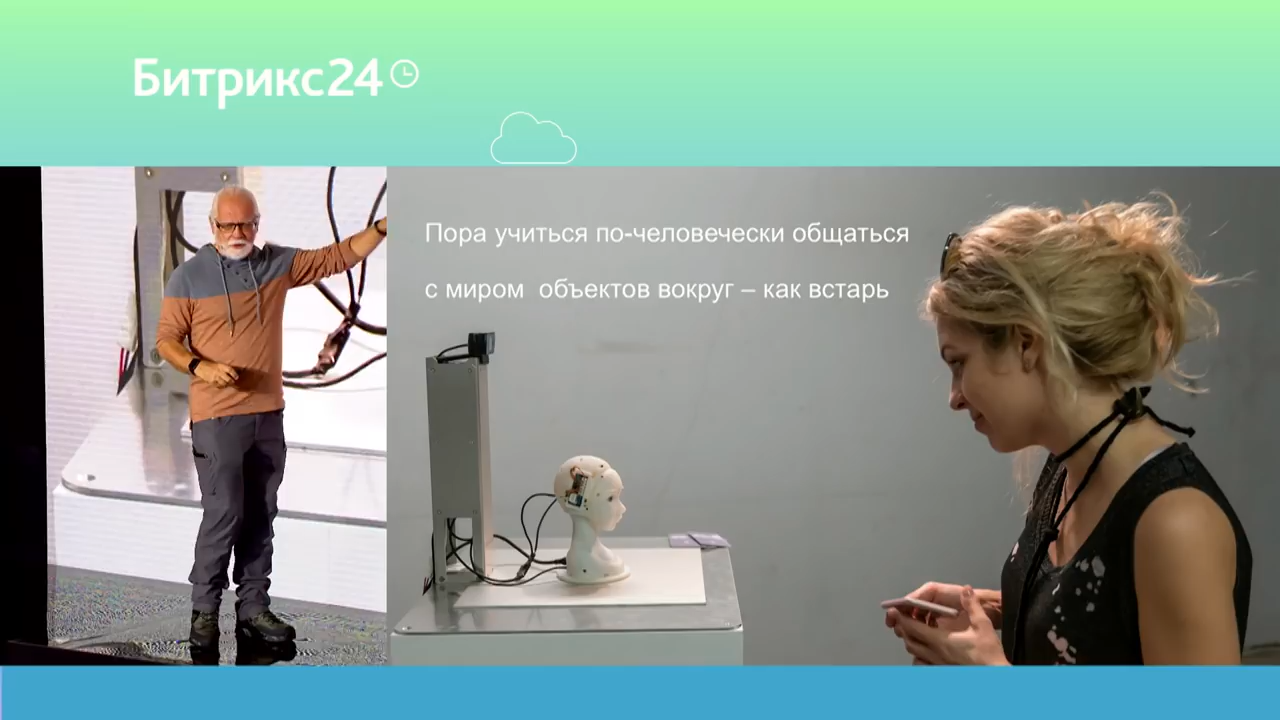 Битрикс24
Пора учиться по-человечески общаться
с миром объектов вокруг – как встарь